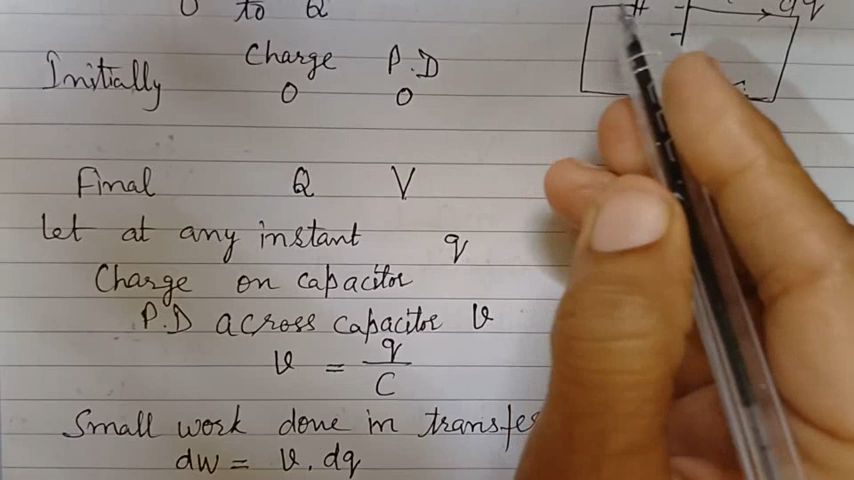 to Q
Charge P.D
Initially 0 0
Final Q V
let at any instant q
Charge on capacitor
P.D across capacitor v
v = q/C
Small work done in transfer
dw = v. dq